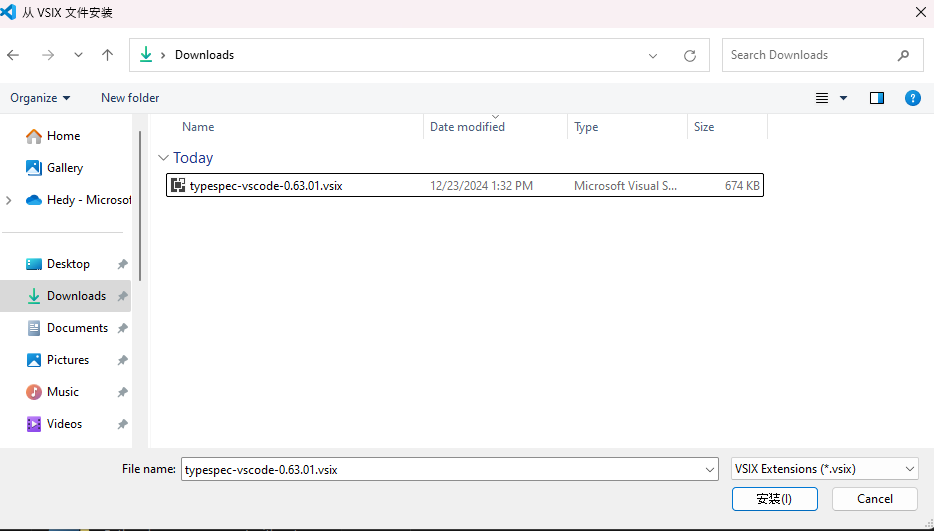 从 VSIX 文件安装
Downloads
Search Downloads
Organize
New folder
?
Name
Date modified
Type
Size
Home
Gallery
Hedy - Microsof
Desktop
Downloads
Documents
Pictures
Music
Videos
Today
typespec-vscode-0.63.01.vsix 12/23/2024 1:32 PM Microsoft Visual S... 674 KB
File name: typespec-vscode-0.63.01.vsix
VSIX Extensions (*.vsix)
安装(I)
Cancel